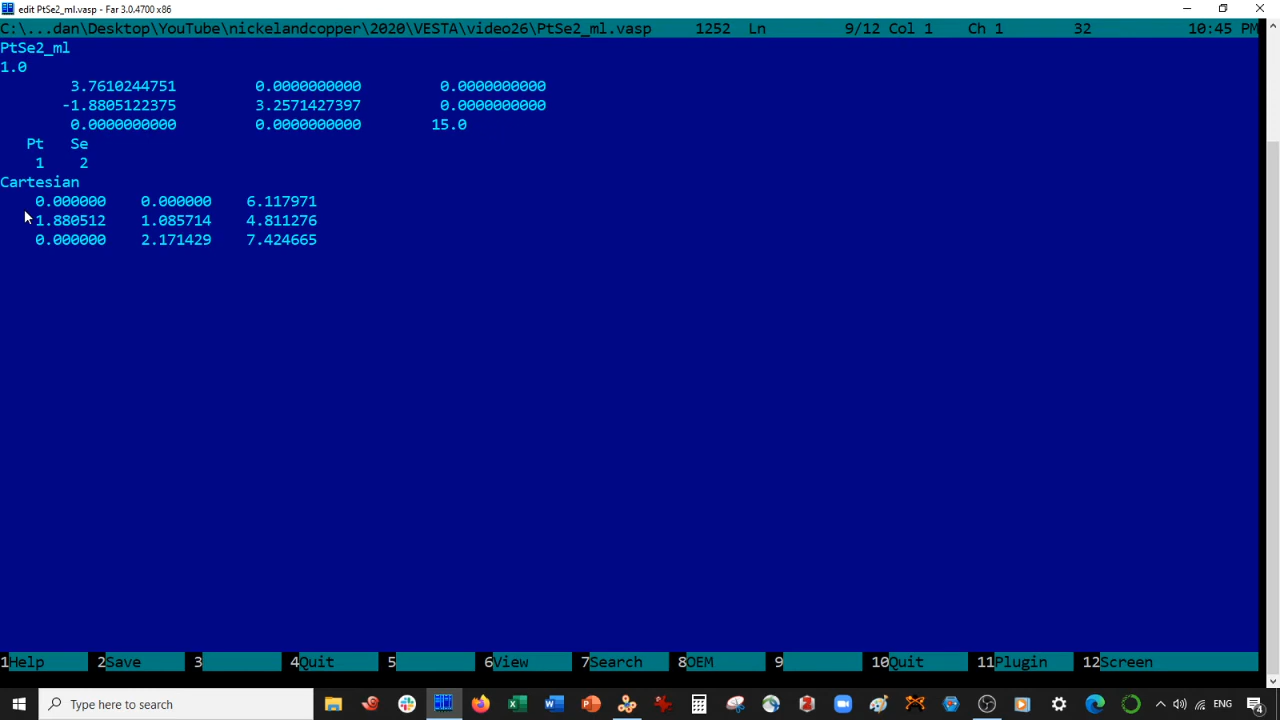 edit PtSe2_ml.vasp - Far 3.0.4700 x86
C:\...dan\Desktop\YouTube\nickelandcopper\2020\VESTA\video26\PtSe2_ml.vasp 1252 Ln 9/12 Col 1 Ch 1 32 10:45 PM
PtSe2_ml
1.0
3.7610244751 0.0000000000 0.0000000000
-1.8805122375 3.2571427397 0.0000000000
0.0000000000 0.0000000000 15.0
Pt Se
1 2
Cartesian
0.000000 0.000000 6.117971
1.880512 1.085714 4.811276
0.000000 2.171429 7.424665
1Help 2Save 3 4Quit 5 6View 7Search 8OEM 9 10Quit 11Plugin 12Screen
Type here to search ENG 4